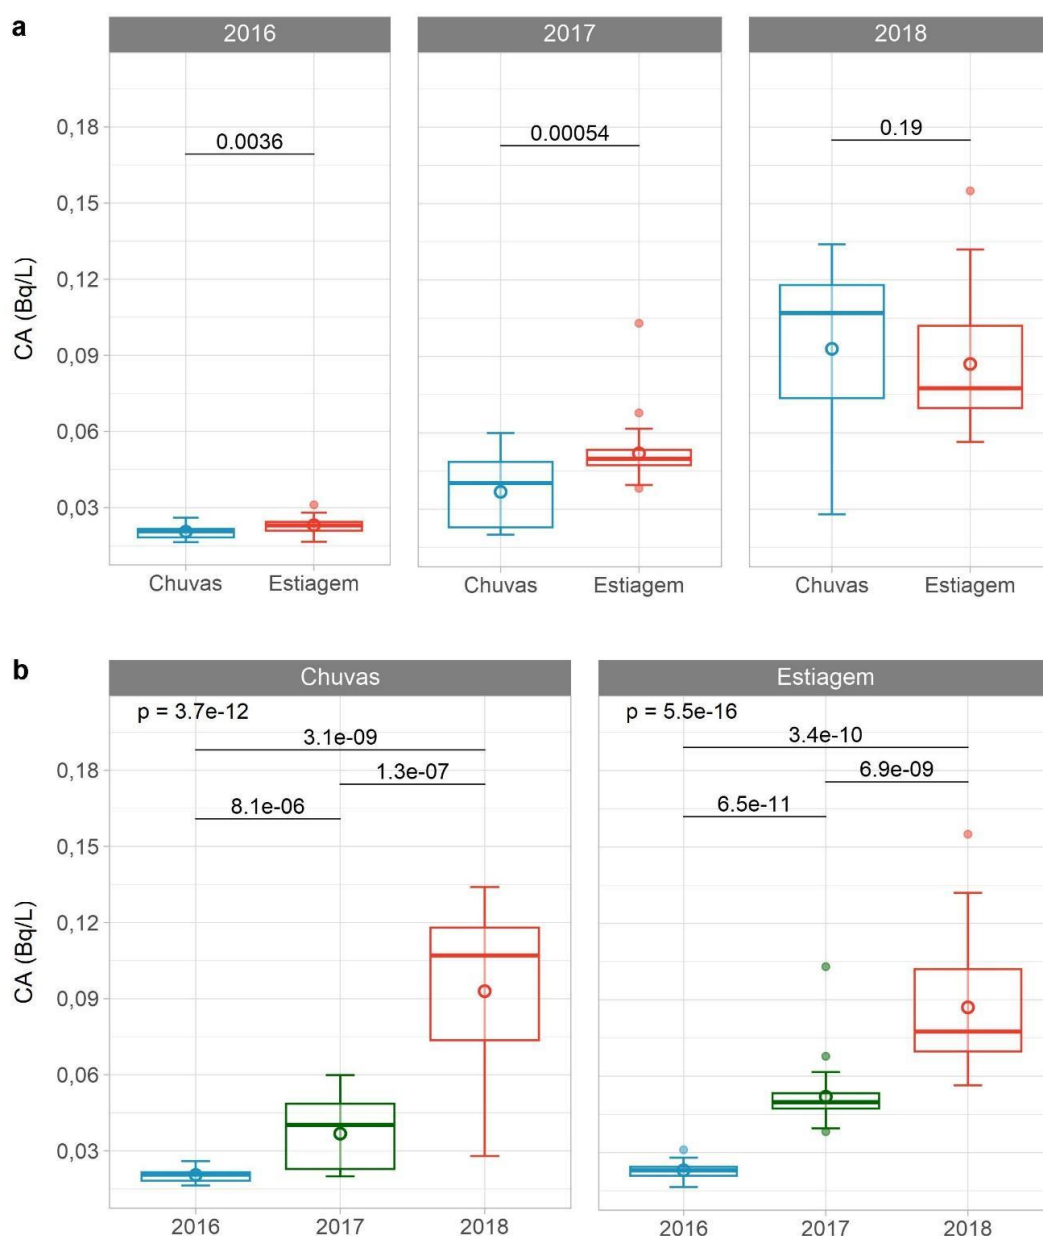 a
2016 2017 2018
0.0036 0.00054 0.19
CA (Bq/L)
0,18
0,15
0,12
0,09
0,06
0,03
Chuvas Estiagem Chuvas Estiagem Chuvas Estiagem
b
Chuvas Estiagem
p = 3.7e-12 p = 5.5e-16
3.1e-09 3.4e-10
1.3e-07 6.9e-09
8.1e-06 6.5e-11
CA (Bq/L)
0,18
0,15
0,12
0,09
0,06
0,03
2016 2017 2018 2016 2017 2018